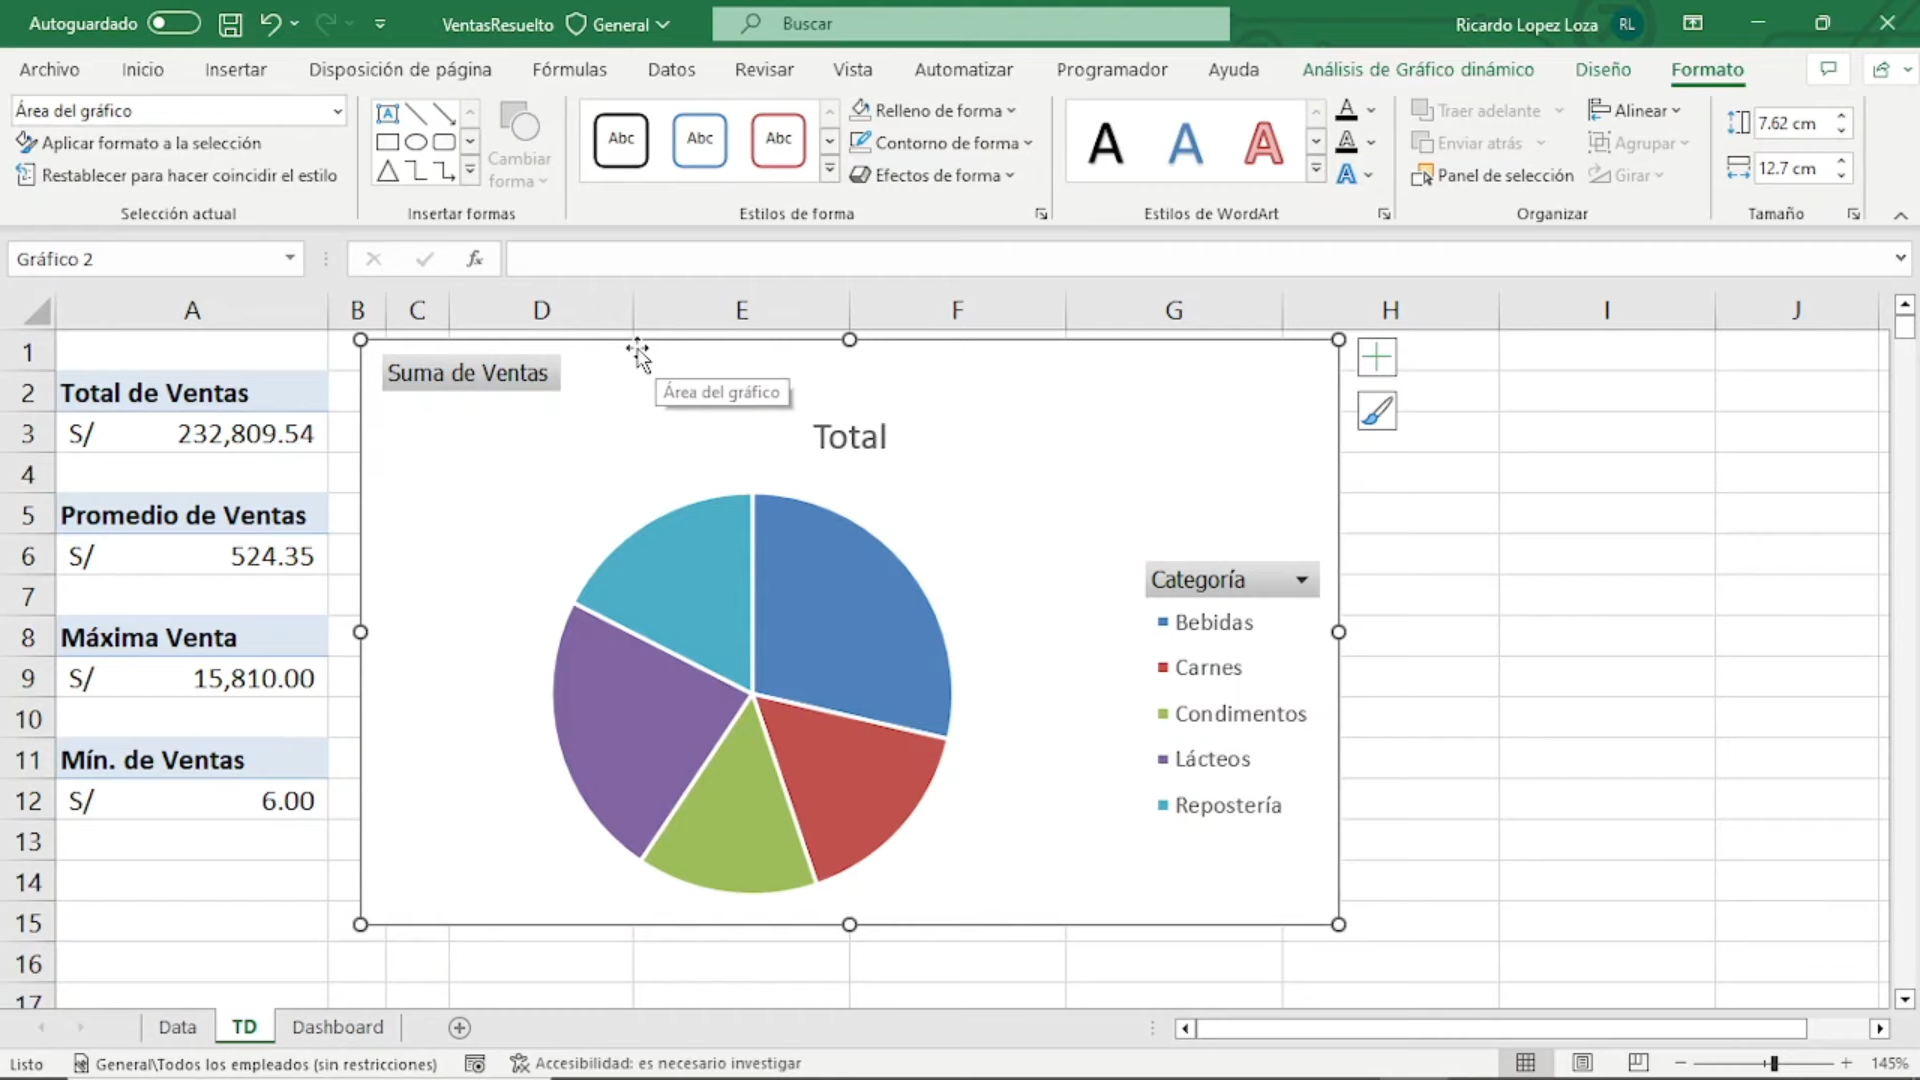 Autoguardado VentasResuelto General Buscar Ricardo Lopez Loza RL
Archivo Inicio Insertar Disposición de página Fórmulas Datos Revisar Vista Automatizar Programador Ayuda Análisis de Gráfico dinámico Diseño Formato
Área del gráfico
Aplicar formato a la selección
Restablecer para hacer coincidir el estilo
Selección actual
Cambiar
forma
Insertar formas
Abc Abc Abc
Relleno de forma
Contorno de forma
Efectos de forma
Estilos de forma
A A A
Estilos de WordArt
Traer adelante
Enviar atrás
Panel de selección
Alinear
Agrupar
Girar
Organizar
7.62 cm
12.7 cm
Tamaño
Gráfico 2
fx
A B C D E F G H I J
1
2 Total de Ventas
3 S/ 232,809.54
4
5 Promedio de Ventas
6 S/ 524.35
7
8 Máxima Venta
9 S/ 15,810.00
10
11 Mín. de Ventas
12 S/ 6.00
13
14
15
16
17
Suma de Ventas
Área del gráfico
Total
Categoría
Bebidas
Carnes
Condimentos
Lácteos
Repostería
Data TD Dashboard
Listo General\Todos los empleados (sin restricciones) Accesibilidad: es necesario investigar 145%